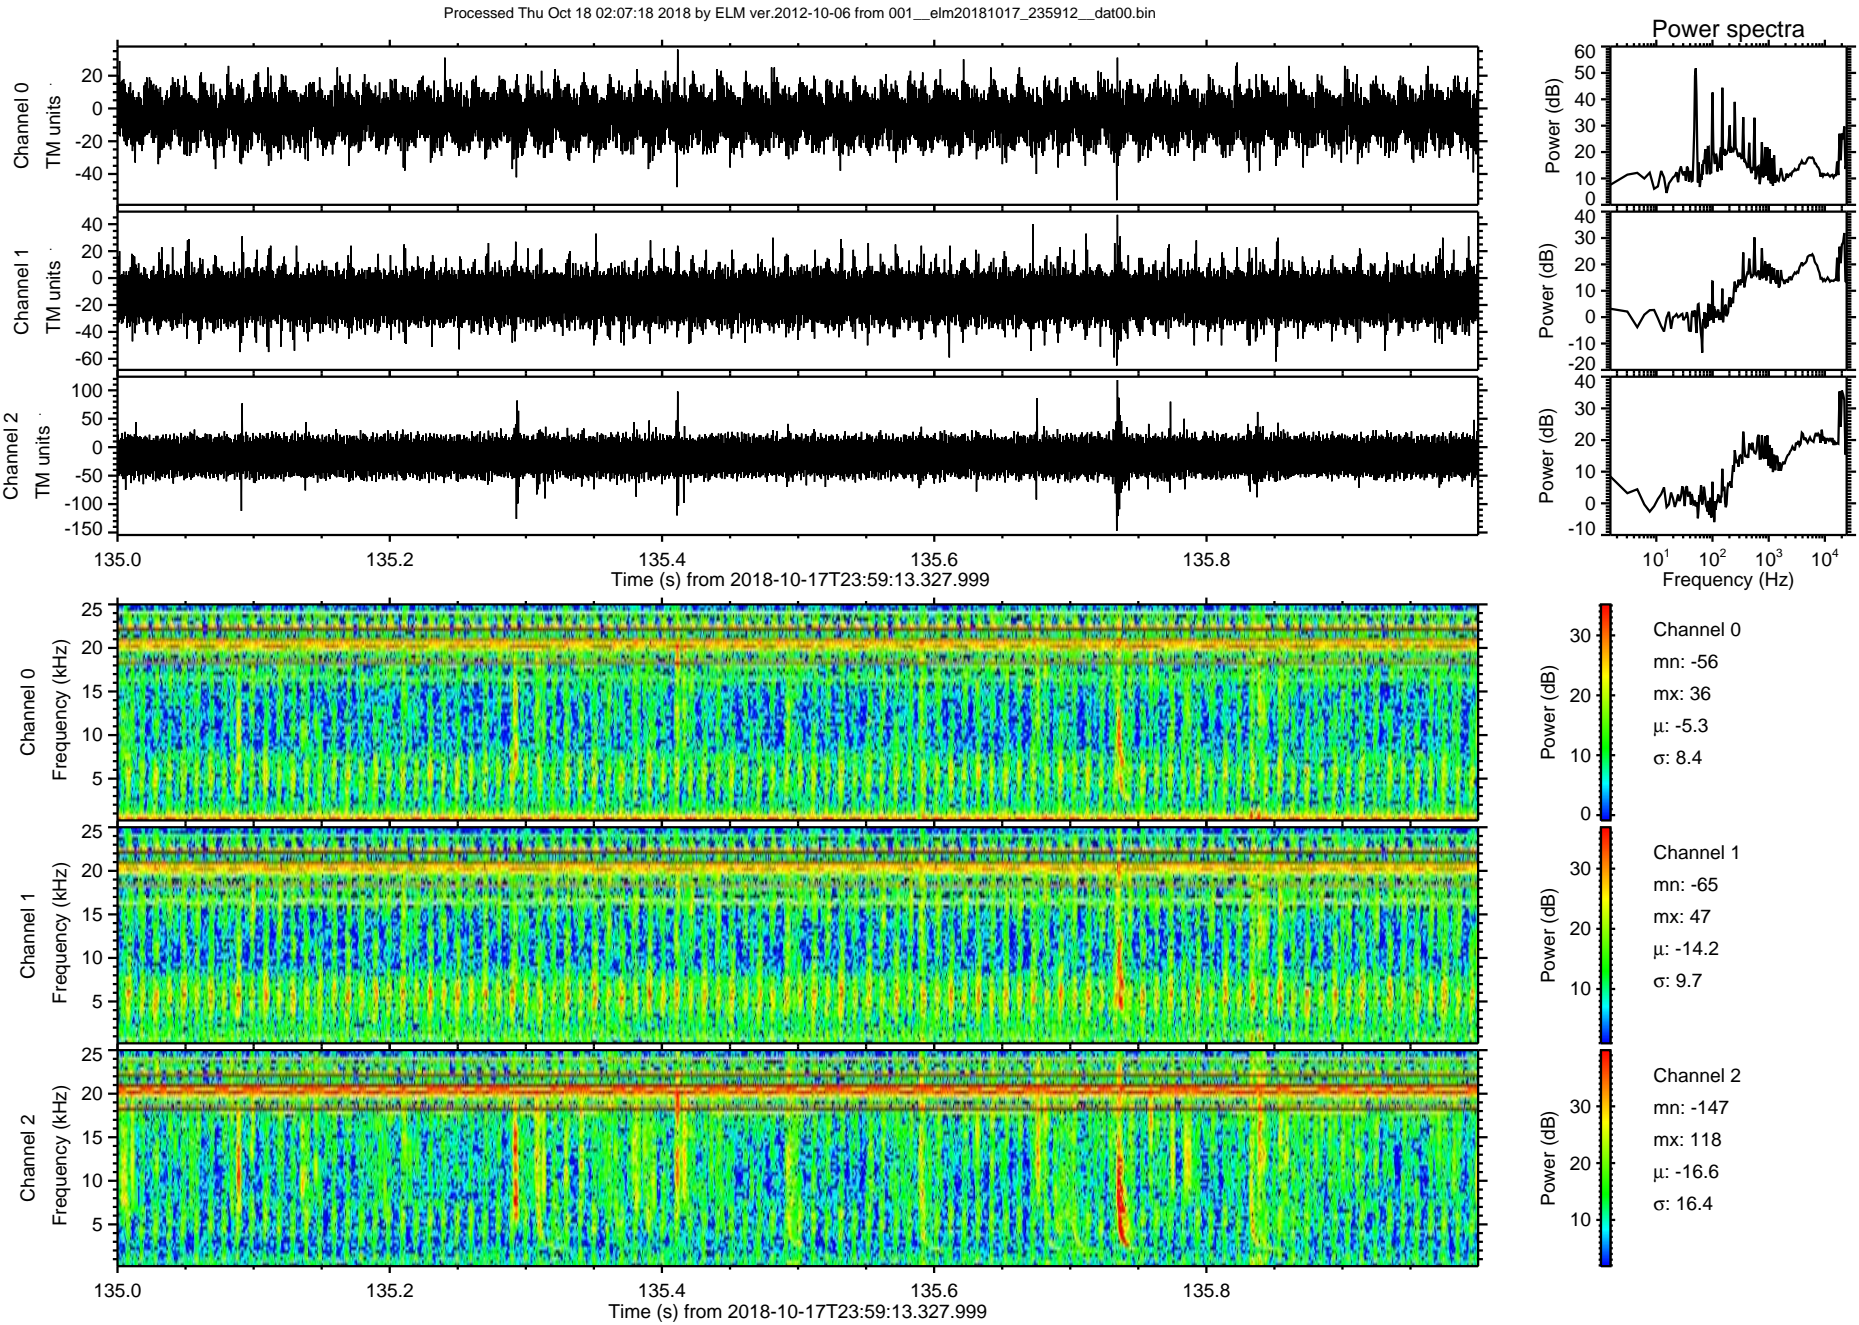 Processed Thu Oct 18 02:07:18 2018 by ELM ver.2012-10-06 from 001__elm20181017_235912__dat00.bin
Power spectra
Channel 0
TM units
20
0
-20
-40
Power (dB)
60
50
40
30
20
10
0
Channel 1
TM units
40
20
0
-20
-40
-60
Power (dB)
40
30
20
10
0
-10
-20
Channel 2
TM units
100
50
0
-50
-100
-150
Power (dB)
40
30
20
10
0
-10
135.0 135.2 135.4 135.6 135.8
Time (s) from 2018-10-17T23:59:13.327.999
10^1 10^2 10^3 10^4
Frequency (Hz)
Channel 0
Frequency (kHz)
25
20
15
10
5
Power (dB)
30
20
10
0
Channel 0
mn: -56
mx: 36
μ: -5.3
σ: 8.4
Channel 1
Frequency (kHz)
25
20
15
10
5
Power (dB)
30
20
10
Channel 1
mn: -65
mx: 47
μ: -14.2
σ: 9.7
Channel 2
Frequency (kHz)
25
20
15
10
5
Power (dB)
30
20
10
Channel 2
mn: -147
mx: 118
μ: -16.6
σ: 16.4
135.0 135.2 135.4 135.6 135.8
Time (s) from 2018-10-17T23:59:13.327.999